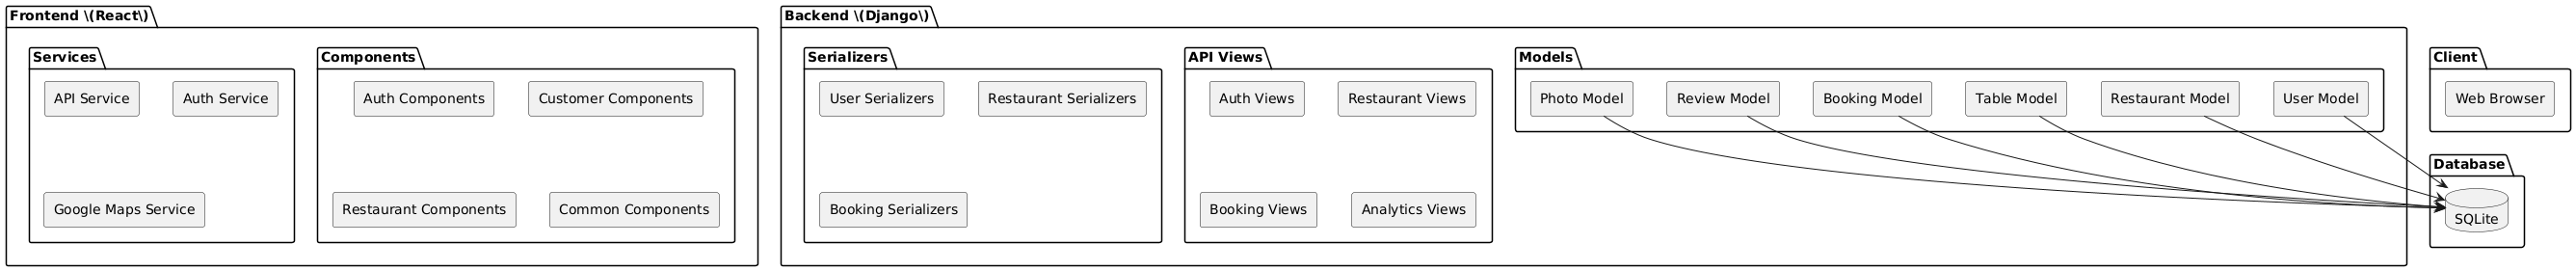 Frontend \(React\)
Services
API Service
Auth Service
Google Maps Service
Components
Auth Components
Customer Components
Restaurant Components
Common Components
Backend \(Django\)
Serializers
User Serializers
Restaurant Serializers
Booking Serializers
API Views
Auth Views
Restaurant Views
Booking Views
Analytics Views
Models
Photo Model
Review Model
Booking Model
Table Model
Restaurant Model
User Model
Client
Web Browser
Database
SQLite